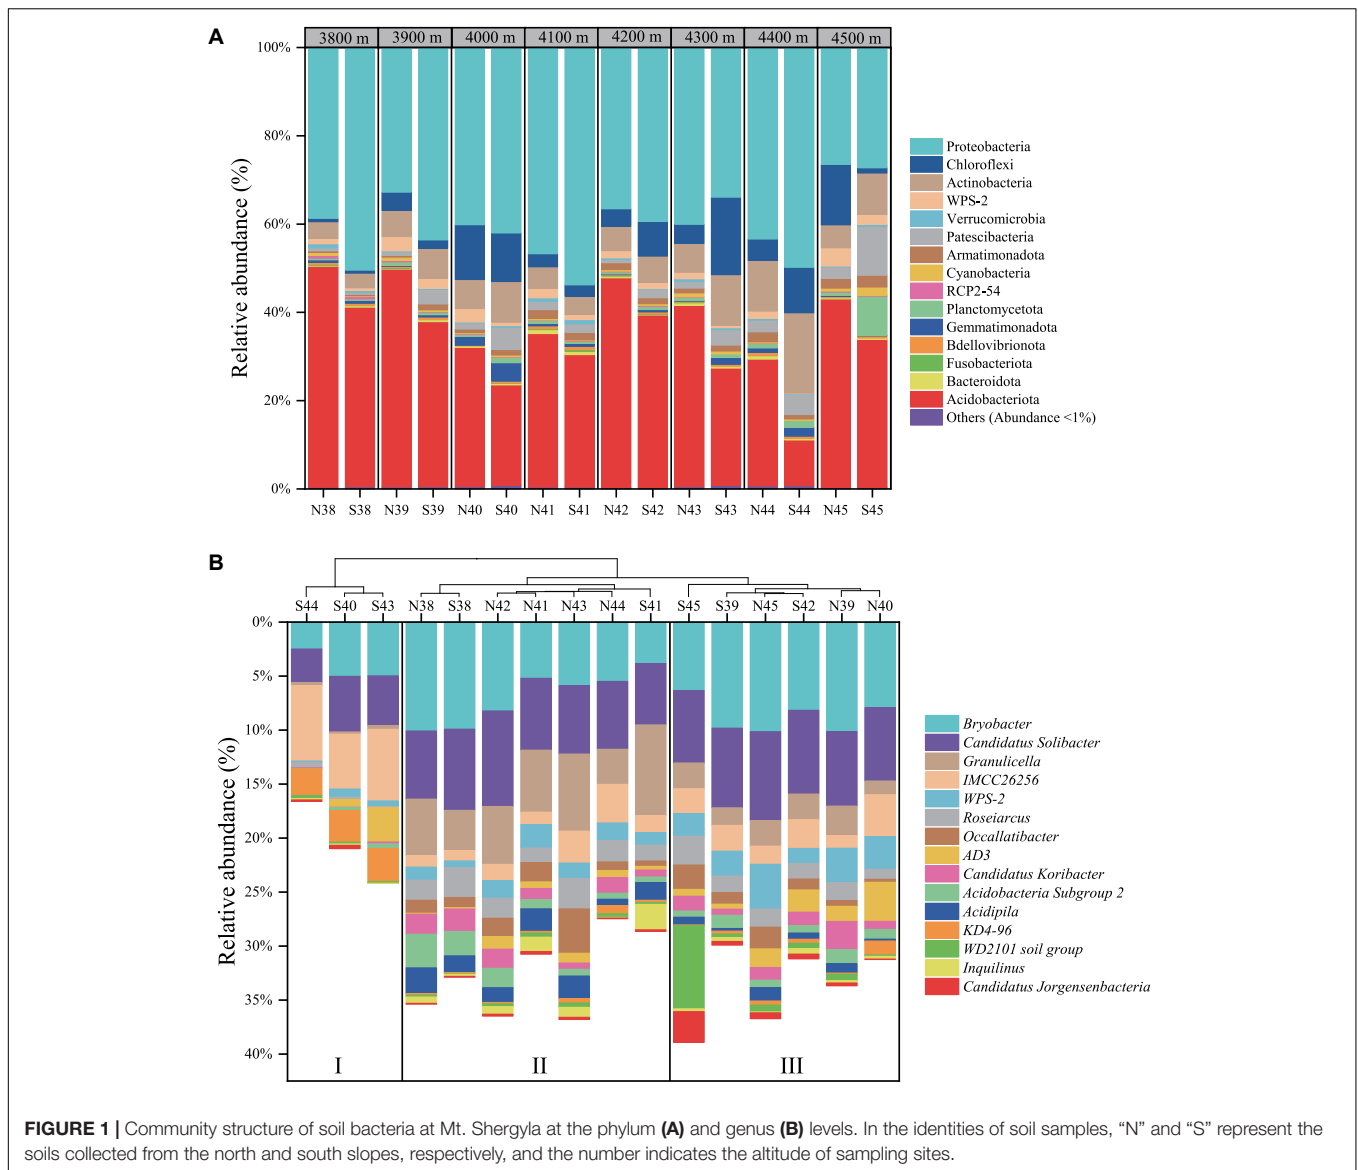 A
3800 m 3900 m 4000 m 4100 m 4200 m 4300 m 4400 m 4500 m
Relative abundance (%)
100%
80%
60%
40%
20%
0%
N38 S38 N39 S39 N40 S40 N41 S41 N42 S42 N43 S43 N44 S44 N45 S45
Proteobacteria
Chloroflexi
Actinobacteria
WPS-2
Verrucomicrobia
Patescibacteria
Armatimonadota
Cyanobacteria
RCP2-54
Planctomycetota
Gemmatimonadota
Bdellovibrionota
Fusobacteriota
Bacteroidota
Acidobacteriota
Others (Abundance <1%)
B
S44 S40 S43 N38 S38 N42 N41 N43 N44 S41 S45 S39 N45 S42 N39 N40
Relative abundance (%)
0%
5%
10%
15%
20%
25%
30%
35%
40%
I II III
Bryobacter
Candidatus Solibacter
Granulicella
IMCC26256
WPS-2
Roseiarcus
Occallatibacter
AD3
Candidatus Koribacter
Acidobacteria Subgroup 2
Acidipila
KD4-96
WD2101 soil group
Inquilinus
Candidatus Jorgensenbacteria
FIGURE 1 | Community structure of soil bacteria at Mt. Shergyla at the phylum (A) and genus (B) levels. In the identities of soil samples, “N” and “S” represent the
soils collected from the north and south slopes, respectively, and the number indicates the altitude of sampling sites.